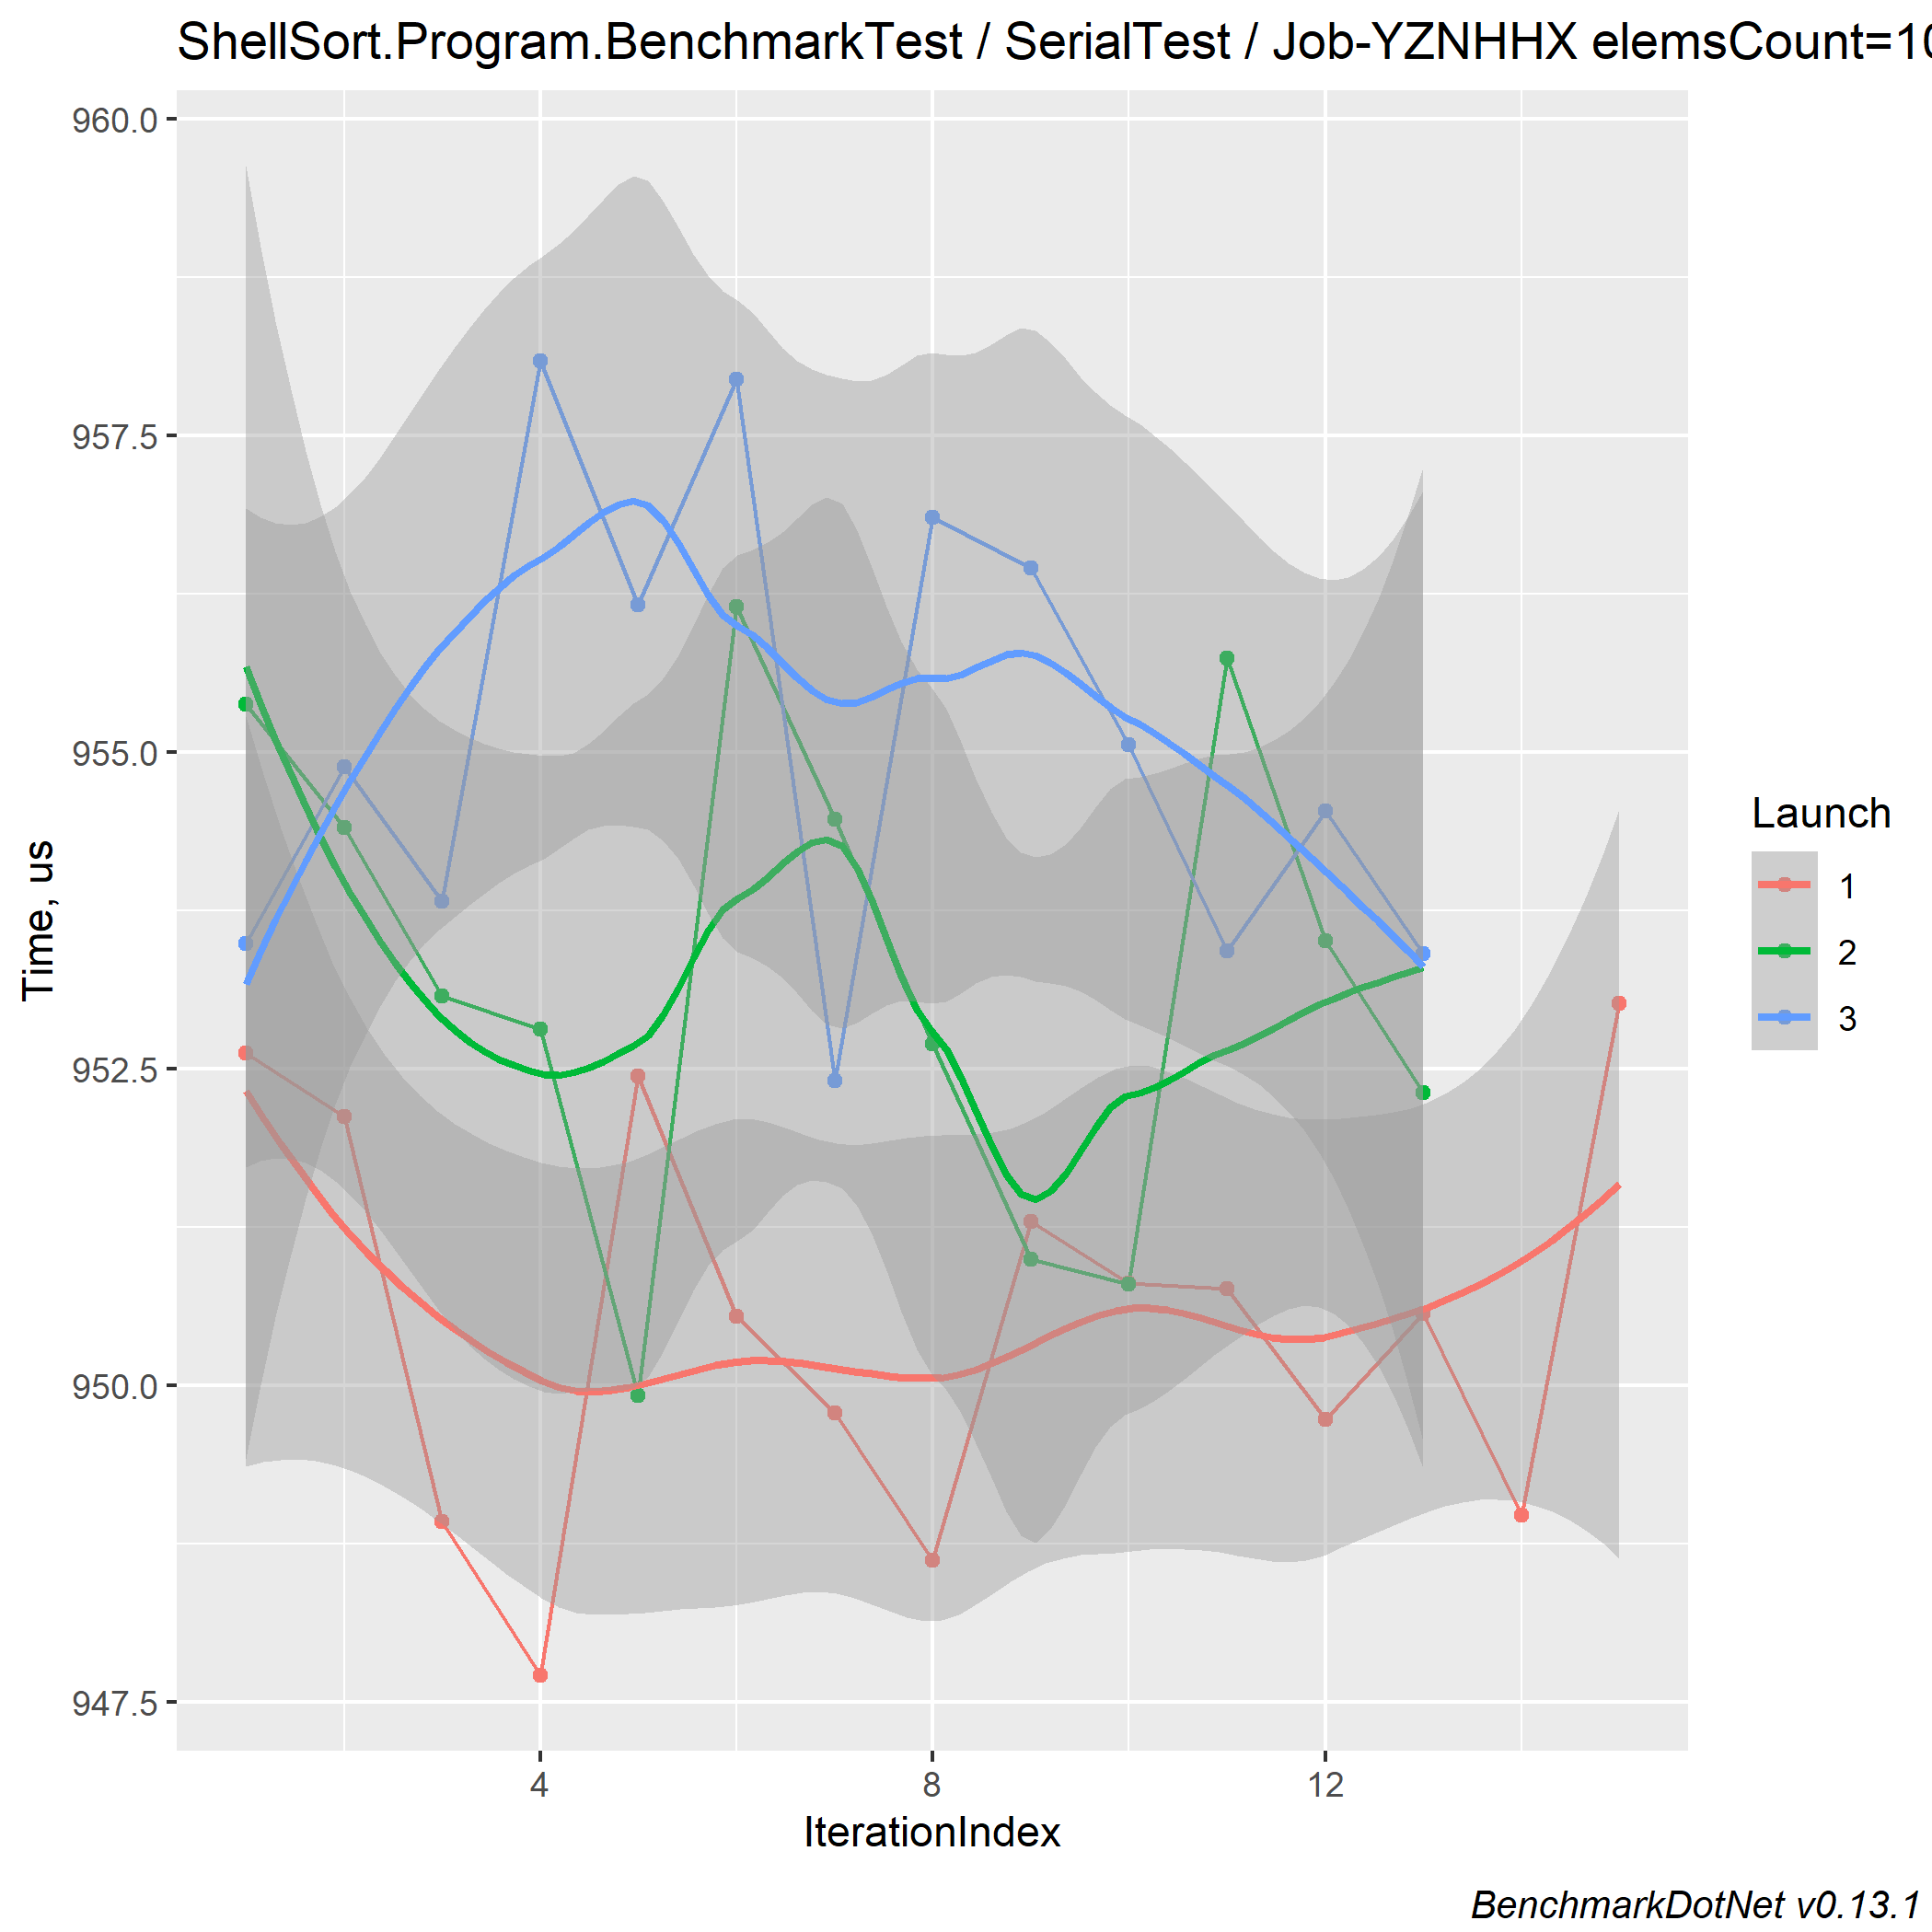 ShellSort.Program.BenchmarkTest / SerialTest / Job-YZNHHX elemsCount=10
960.0
957.5
955.0
952.5
950.0
947.5
Time, us
4 8 12
IterationIndex
Launch
1
2
3
BenchmarkDotNet v0.13.1